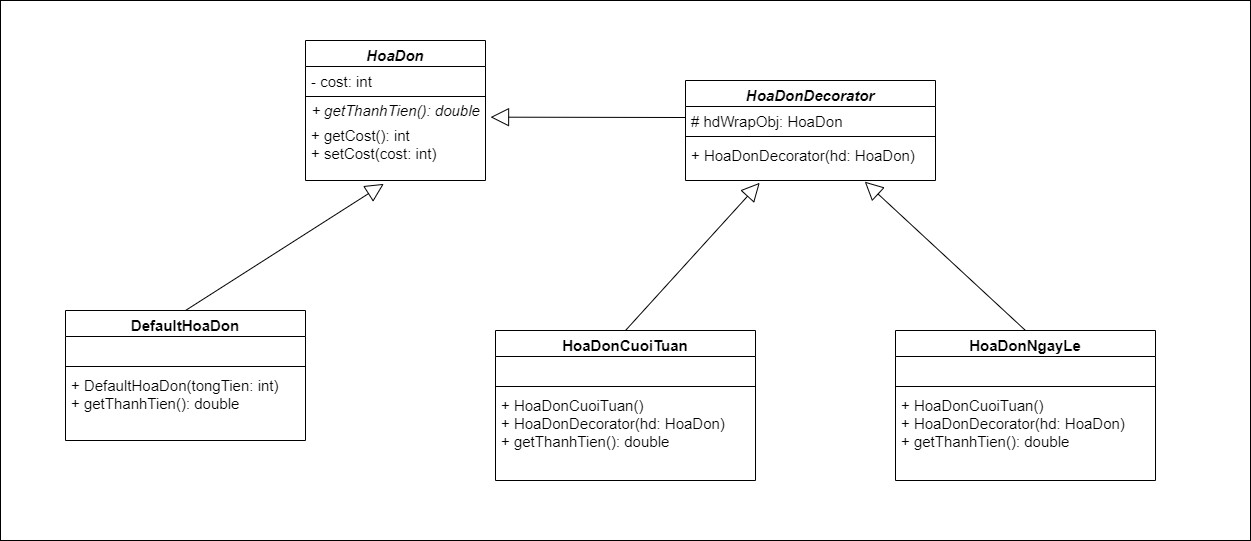 HoaDon
- cost: int
+ getThanhTien(): double
+ getCost(): int
+ setCost(cost: int)
HoaDonDecorator
# hdWrapObj: HoaDon
+ HoaDonDecorator(hd: HoaDon)
DefaultHoaDon
+ DefaultHoaDon(tongTien: int)
+ getThanhTien(): double
HoaDonCuoiTuan
+ HoaDonCuoiTuan()
+ HoaDonDecorator(hd: HoaDon)
+ getThanhTien(): double
HoaDonNgayLe
+ HoaDonCuoiTuan()
+ HoaDonDecorator(hd: HoaDon)
+ getThanhTien(): double